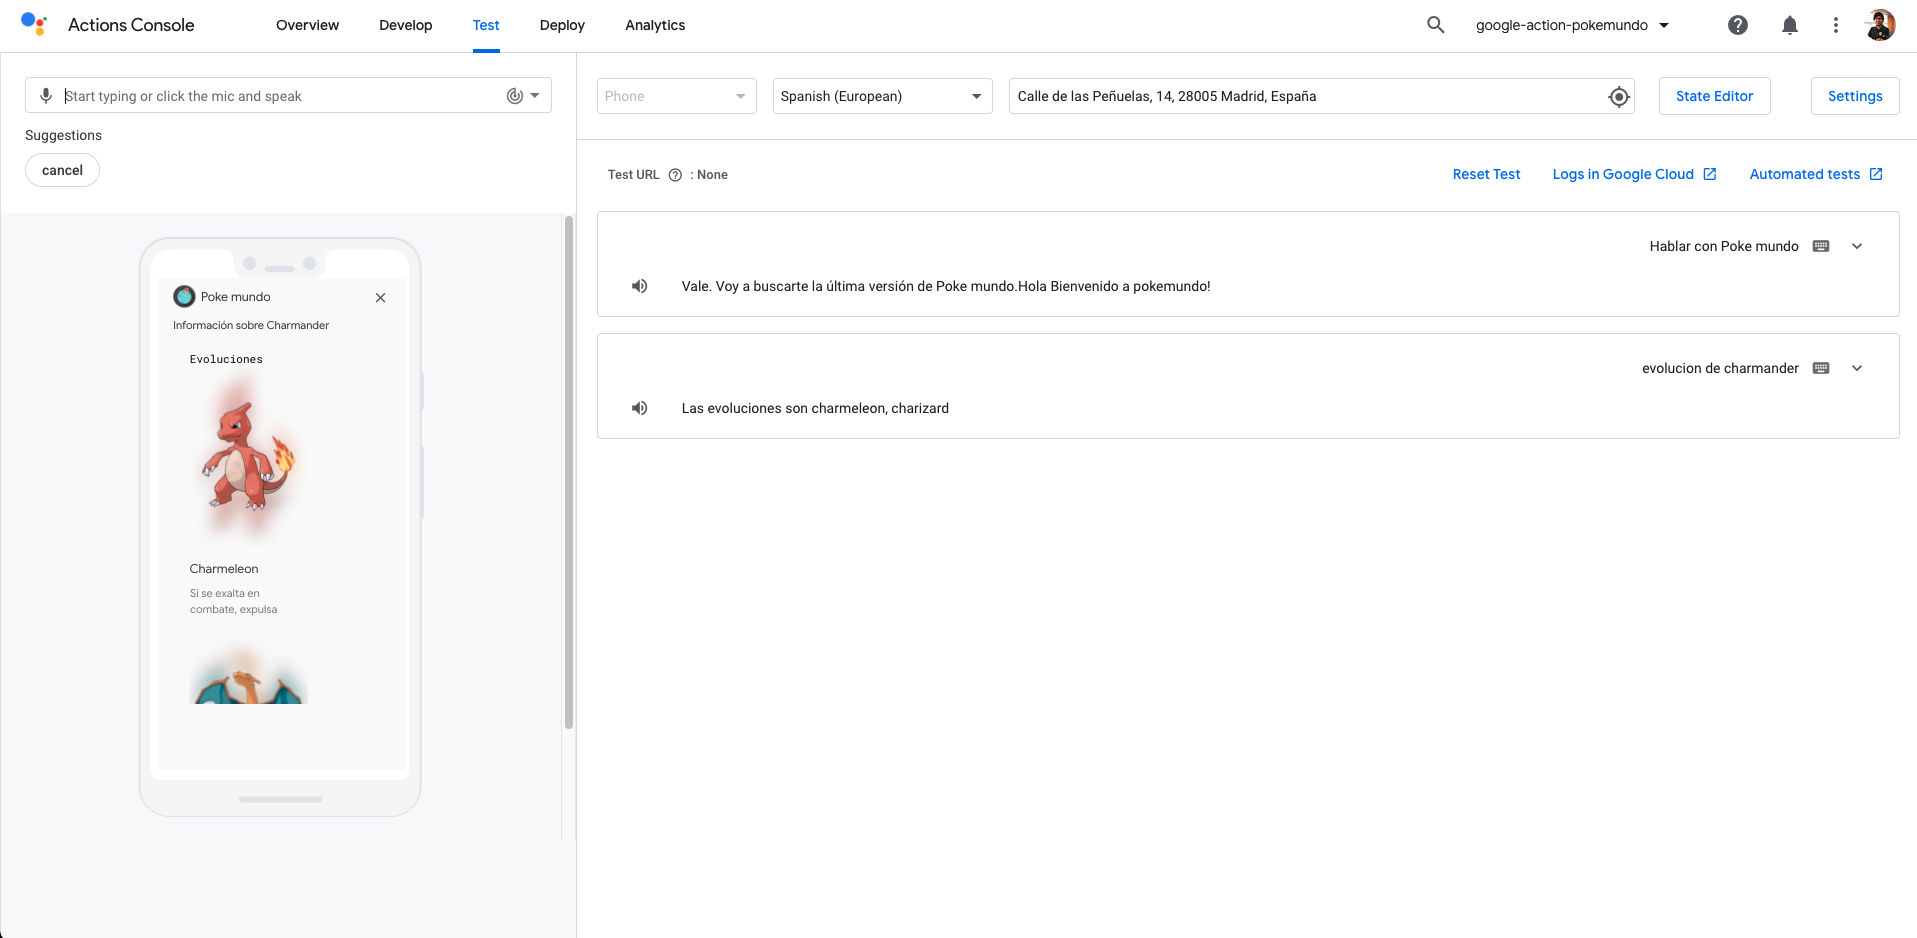 Actions Console
Overview
Develop
Test
Deploy
Analytics
google-action-pokemundo
Start typing or click the mic and speak
Suggestions
cancel
Poke mundo
Información sobre Charmander
Evoluciones
Charmeleon
Si se exalta en
combate, expulsa
Phone
Spanish (European)
Calle de las Peñuelas, 14, 28005 Madrid, España
State Editor
Settings
Test URL ? : None
Reset Test
Logs in Google Cloud
Automated tests
Hablar con Poke mundo
Vale. Voy a buscarte la última versión de Poke mundo.Hola Bienvenido a pokemundo!
evolucion de charmander
Las evoluciones son charmeleon, charizard